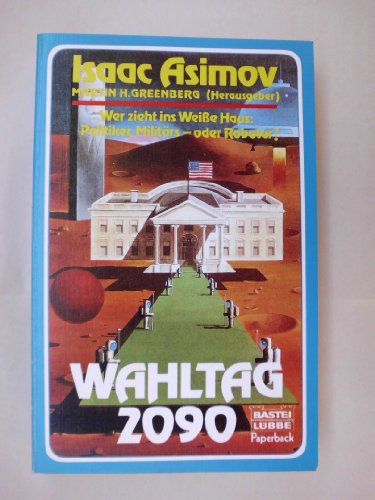 Isaac Asimov
MARTIN H. GREENBERG (Herausgeber)
Wer zieht ins Weiße Haus:
Politiker, Militärs – oder Roboter?
WAHLTAG
2090
BASTEI
LÜBBE
Paperback